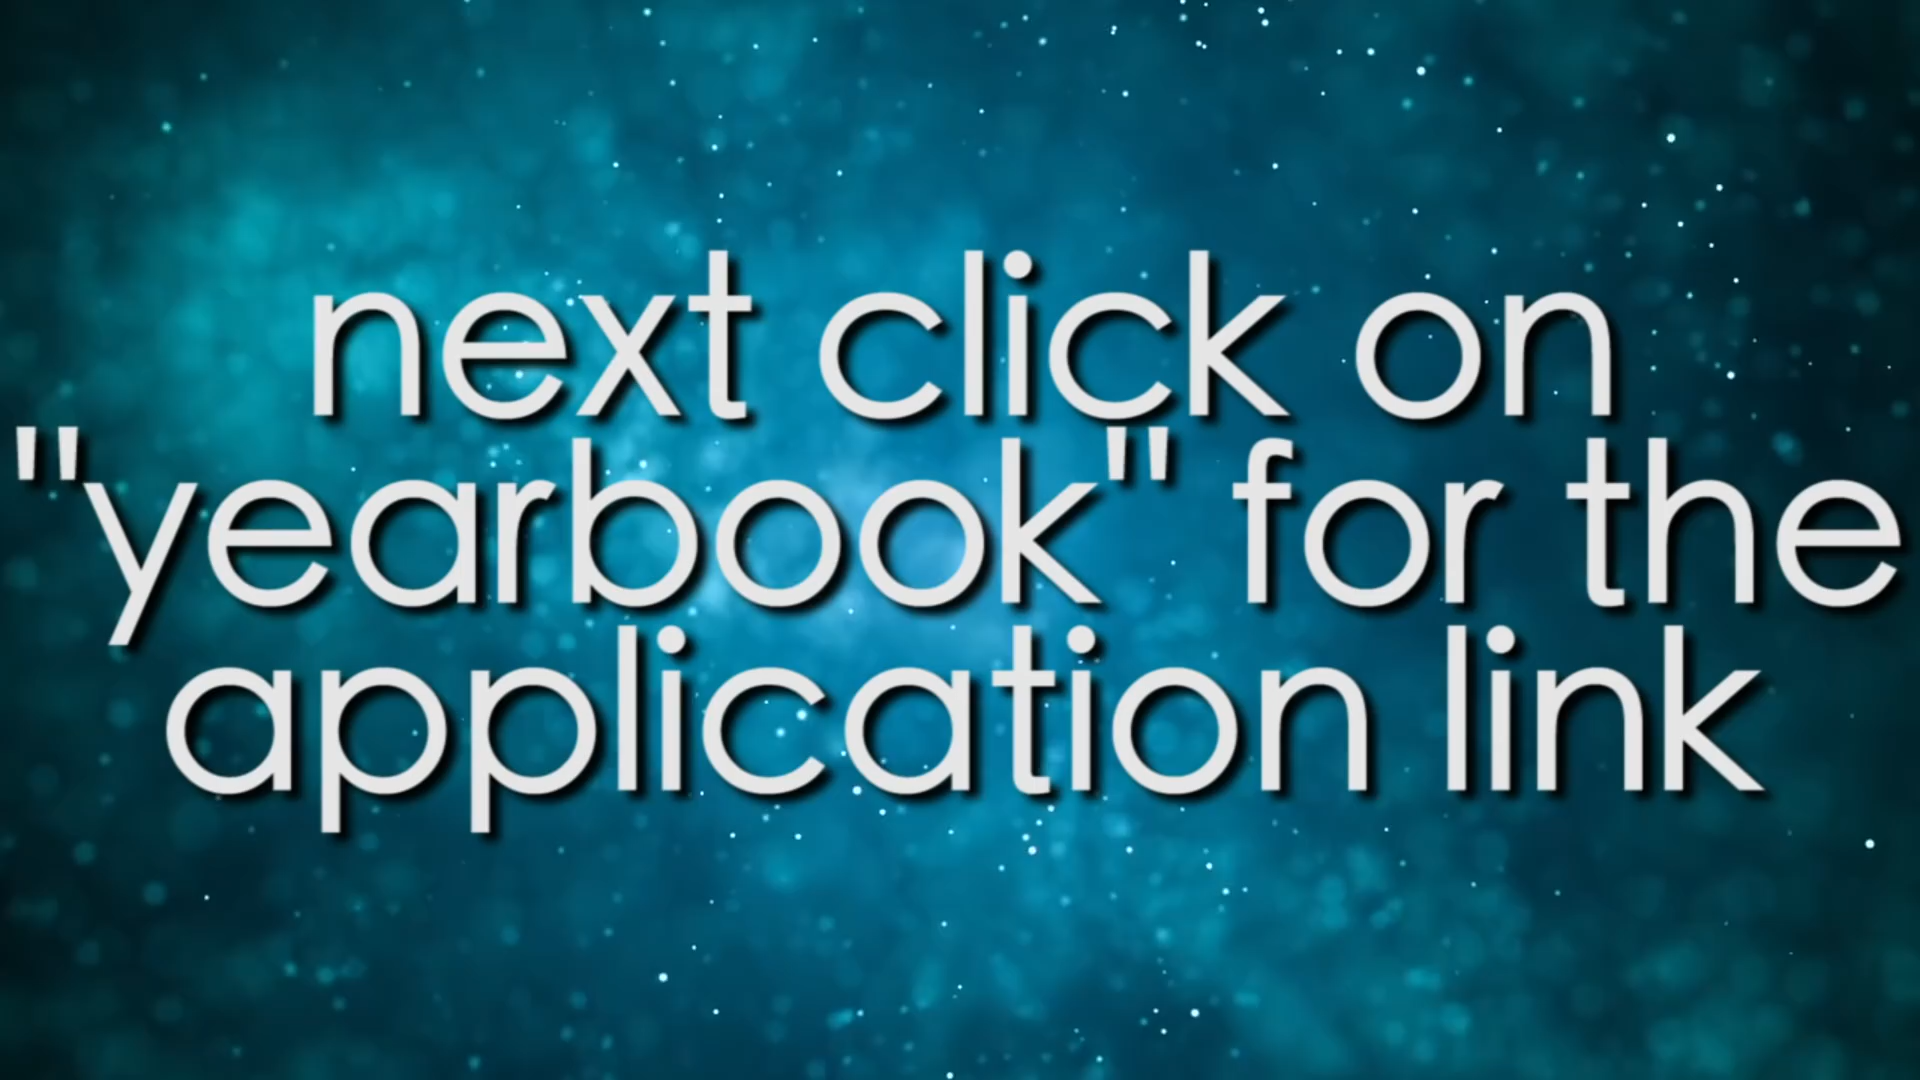 next click on
"yearbook" for the
application link